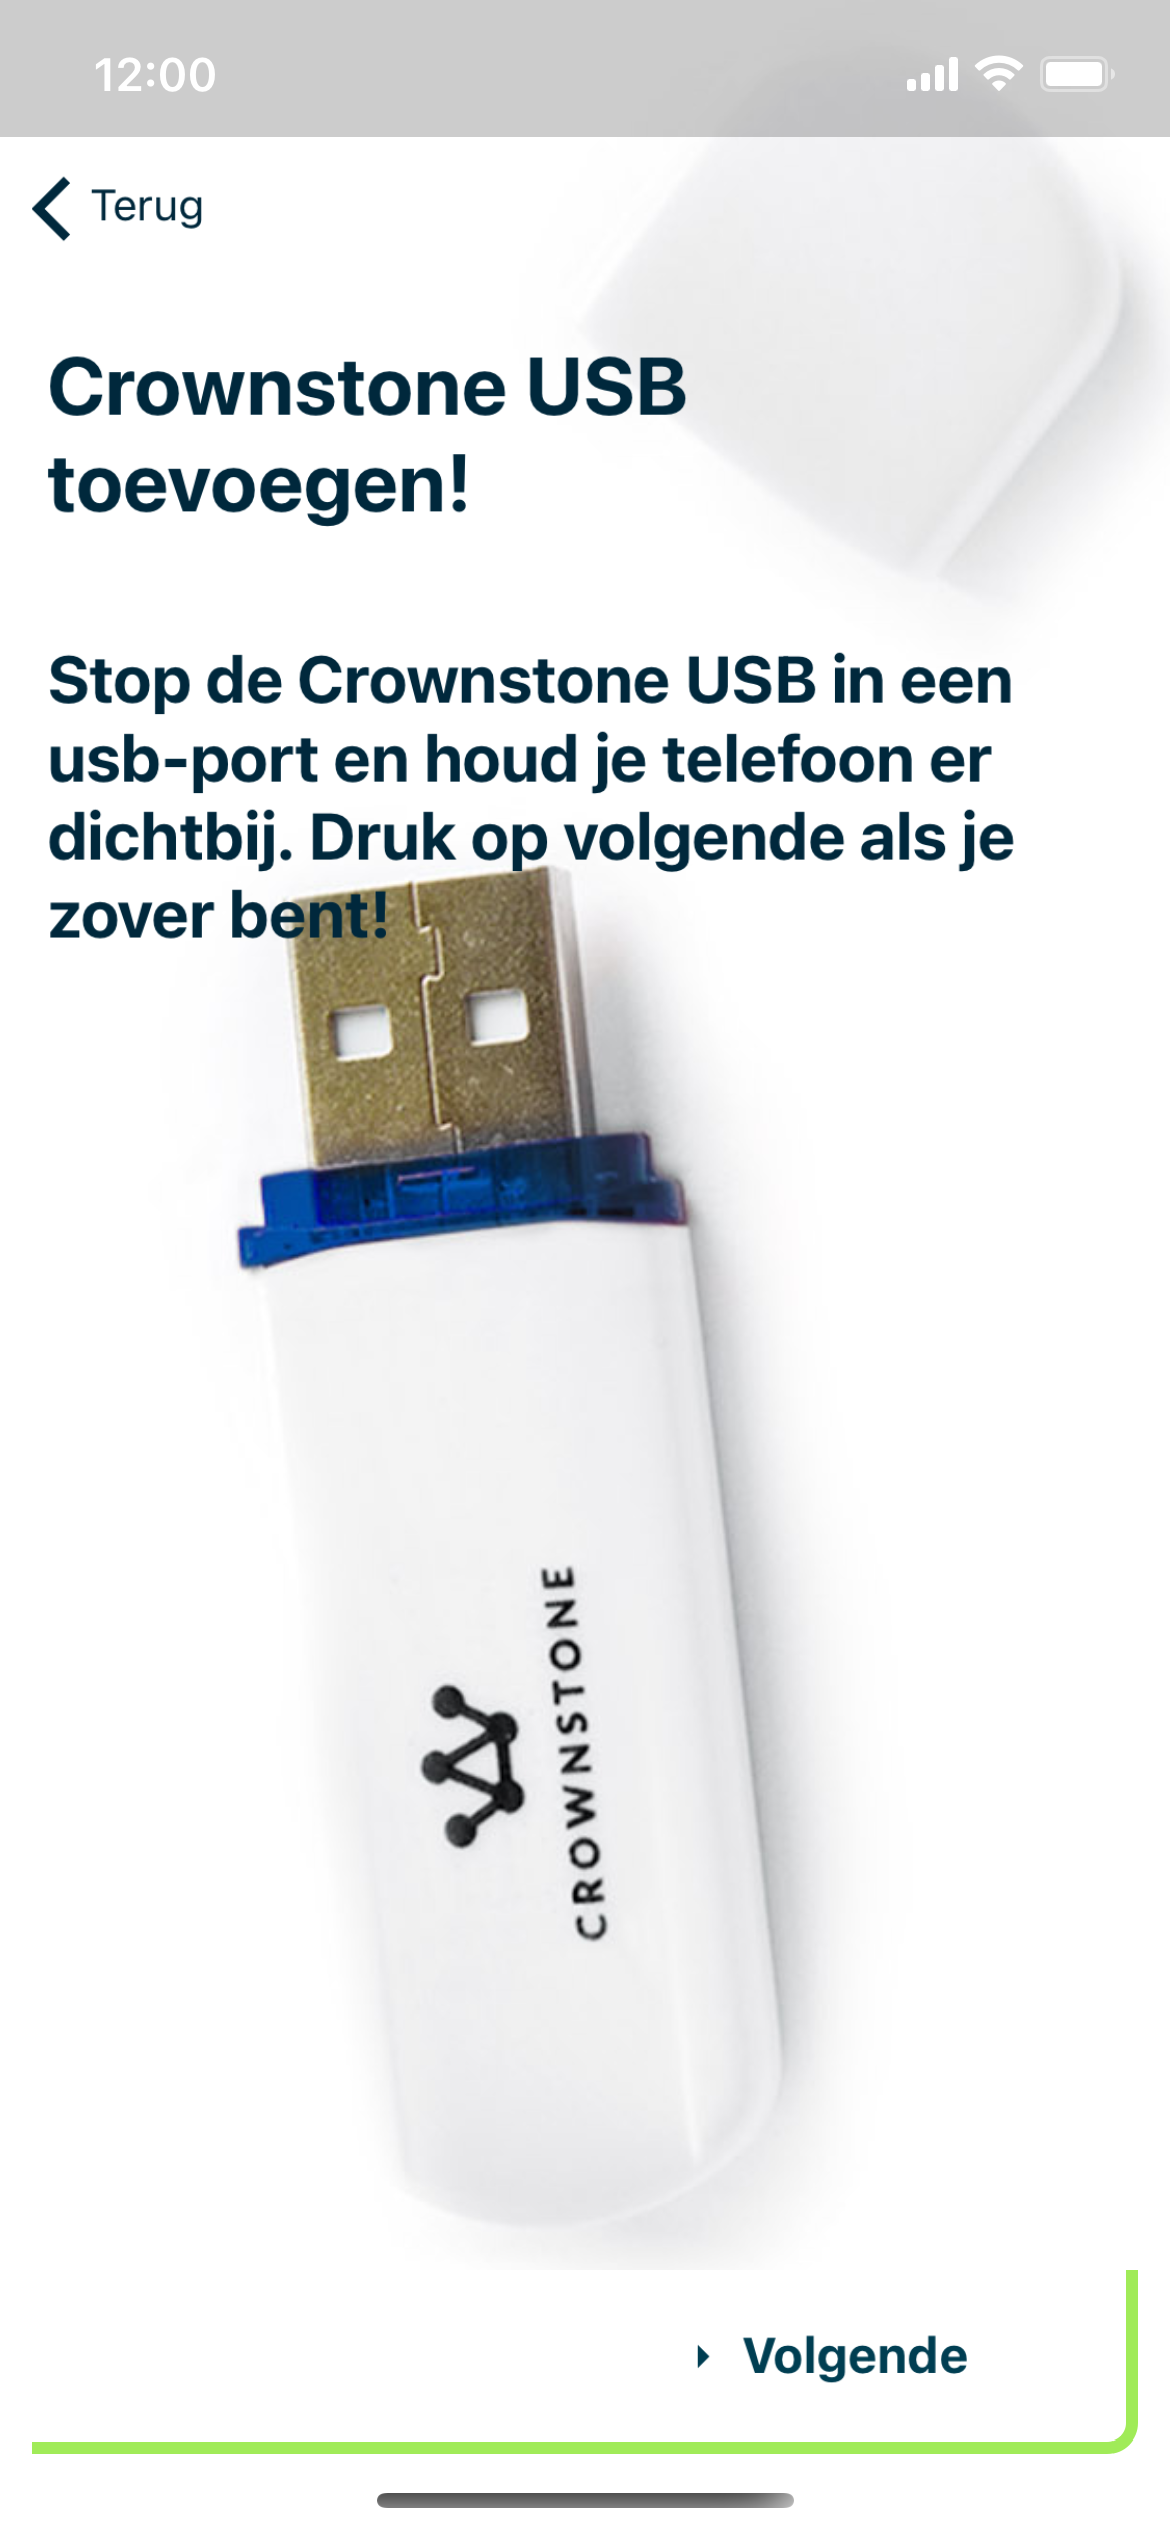 12:00
Terug
Crownstone USB
toevoegen!
Stop de Crownstone USB in een
usb-port en houd je telefoon er
dichtbij. Druk op volgende als je
zover bent!
CROWNSTONE
Volgende